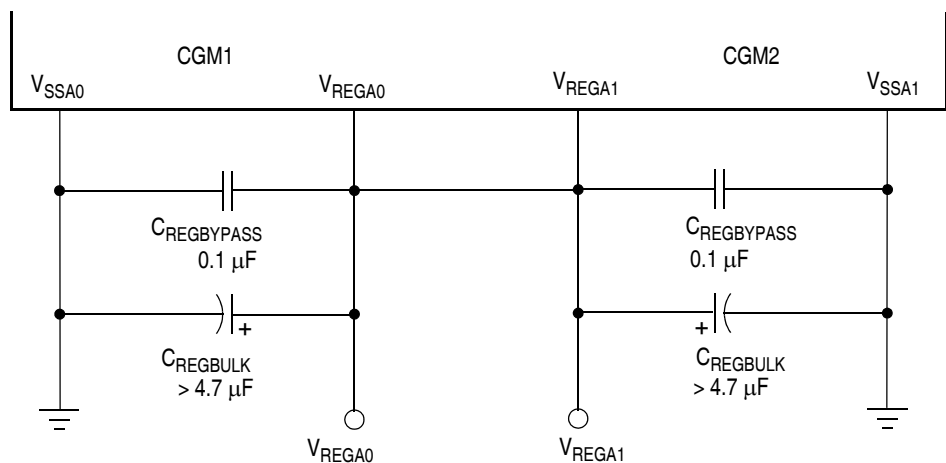 CGM1
CGM2
VSSA0
VREGA0
VREGA1
VSSA1
CREGBYPASS
0.1 μF
CREGBYPASS
0.1 μF
+
+
CREGBULK
> 4.7 μF
CREGBULK
> 4.7 μF
VREGA0
VREGA1